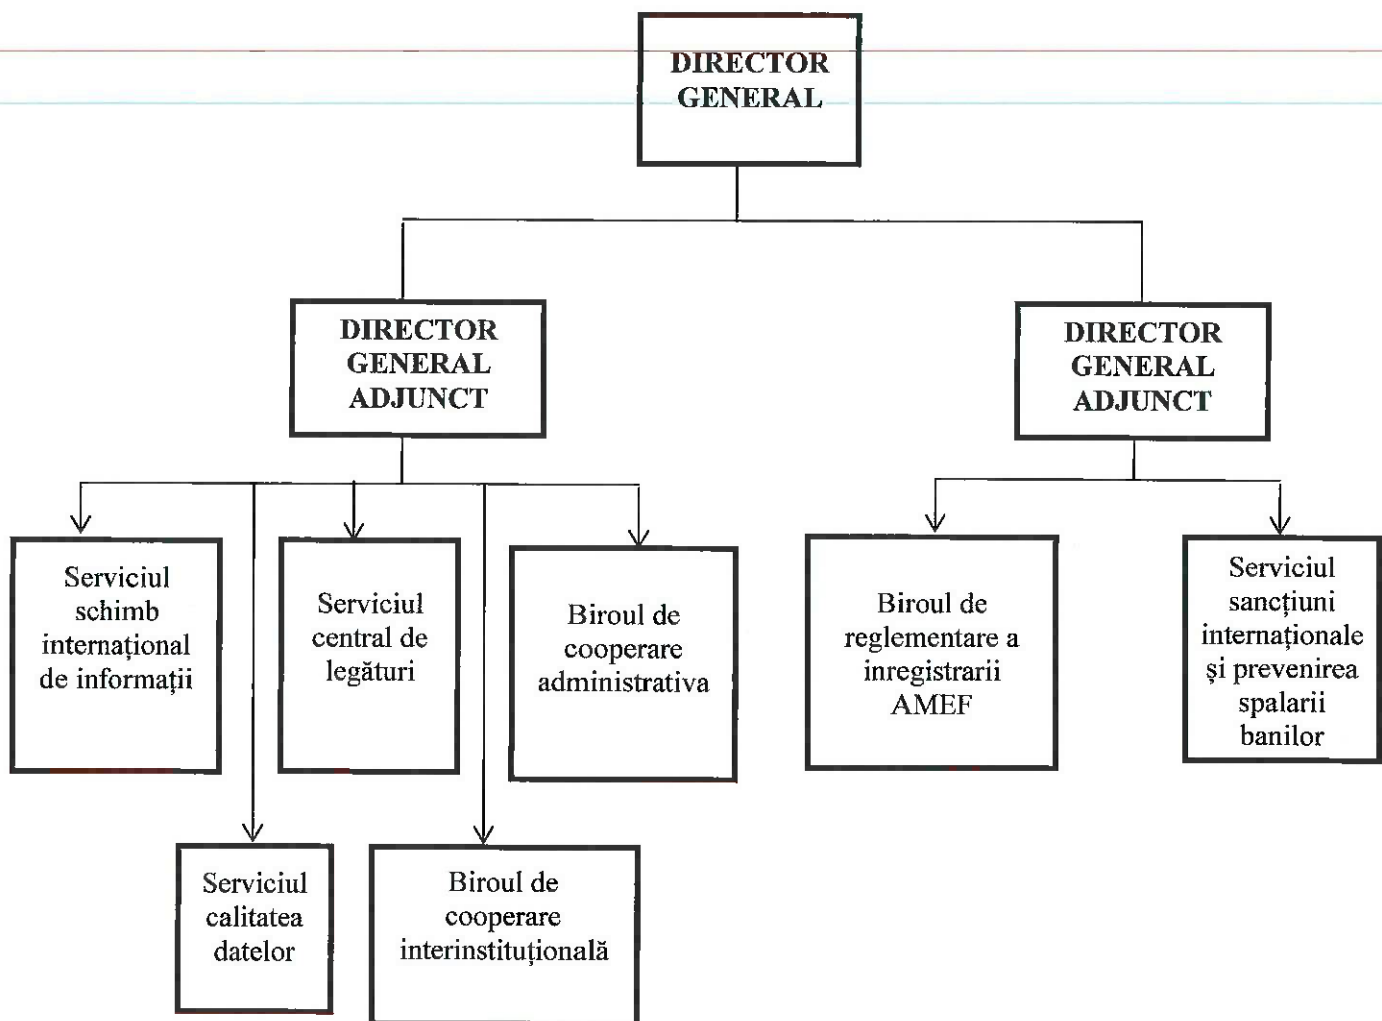 DIRECTOR
GENERAL
DIRECTOR
GENERAL
ADJUNCT
DIRECTOR
GENERAL
ADJUNCT
Serviciul
schimb
internațional
de informații
Serviciul
central de
legături
Biroul de
cooperare
administrativa
Biroul de
reglementare a
inregistrarii
AMEF
Serviciul
sancțiuni
internaționale
și prevenirea
spalarii
banilor
Serviciul
calitatea
datelor
Biroul de
cooperare
interinstituțională